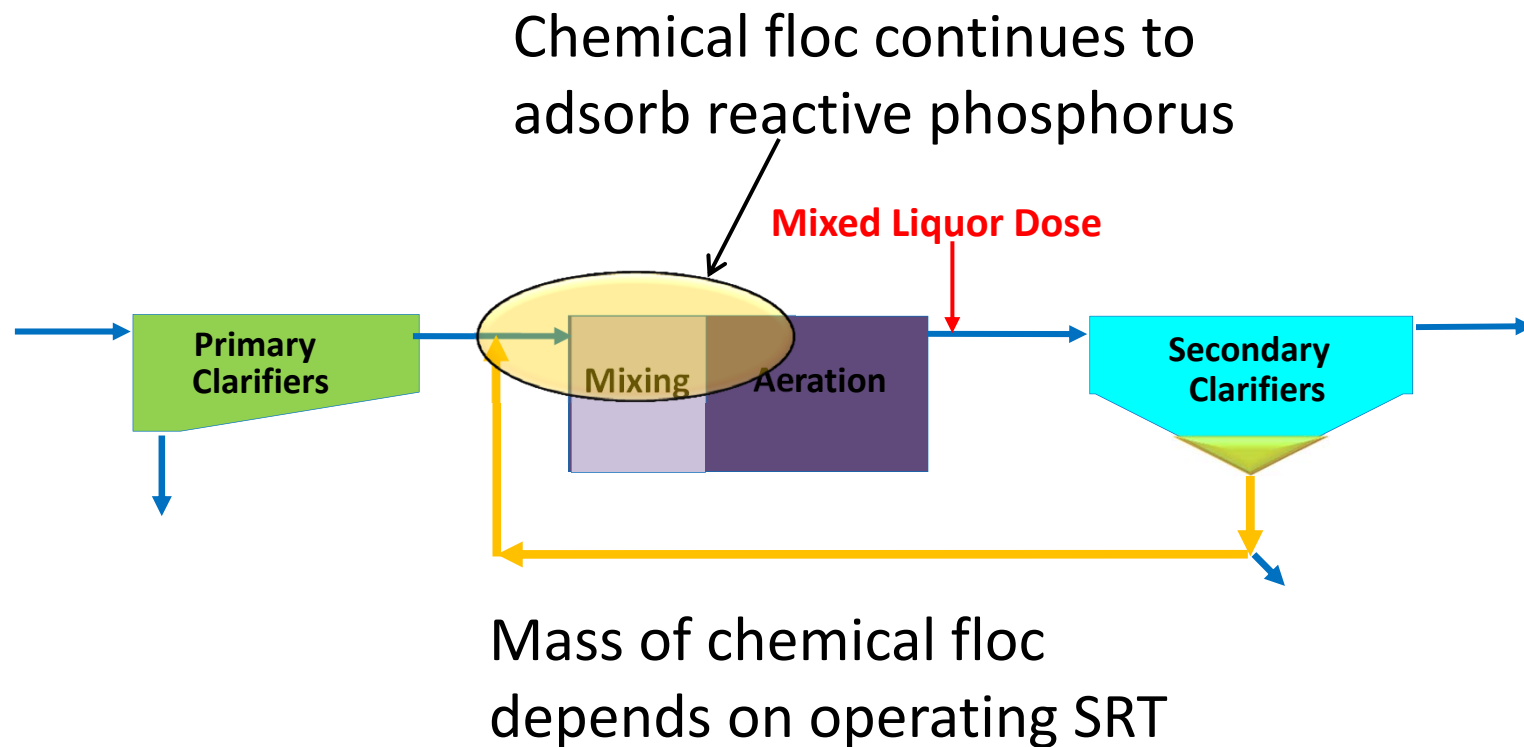 Chemical floc continues to
adsorb reactive phosphorus
Mixed Liquor Dose
Primary
Clarifiers
Mixing
Aeration
Secondary
Clarifiers
Mass of chemical floc
depends on operating SRT